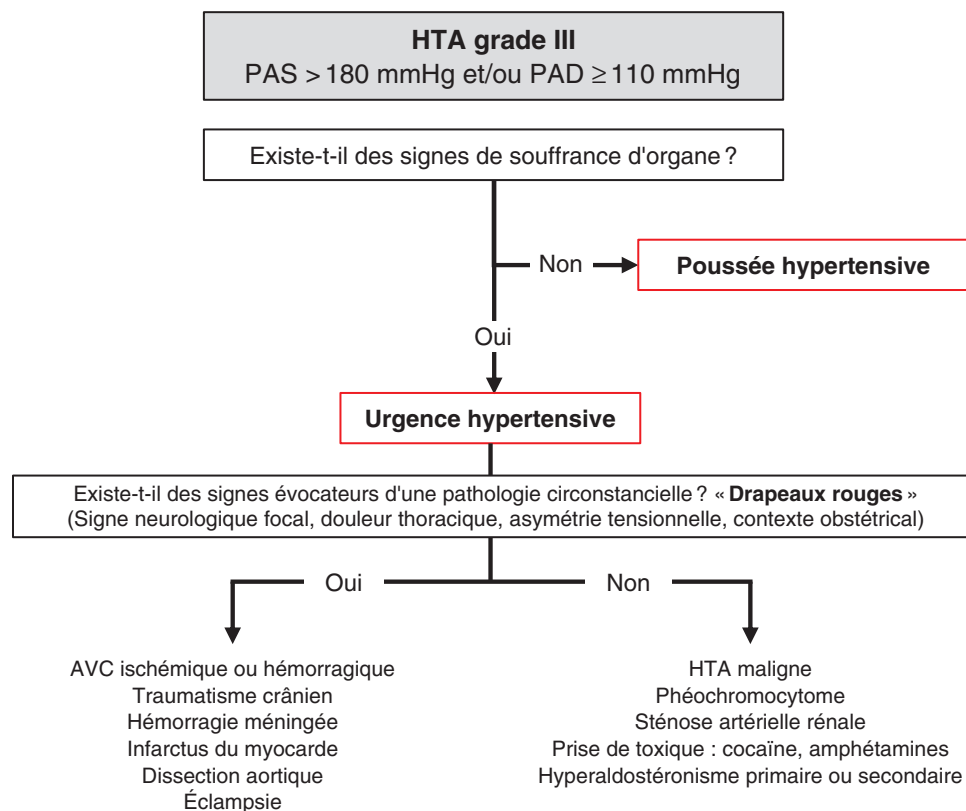 HTA grade III
PAS > 180 mmHg et/ou PAD ≥ 110 mmHg
Existe-t-il des signes de souffrance d'organe ?
Non
Poussée hypertensive
Oui
Urgence hypertensive
Existe-t-il des signes évocateurs d'une pathologie circonstancielle ? « Drapeaux rouges »
(Signe neurologique focal, douleur thoracique, asymétrie tensionnelle, contexte obstétrical)
Oui
Non
AVC ischémique ou hémorragique
Traumatisme crânien
Hémorragie méningée
Infarctus du myocarde
Dissection aortique
Éclampsie
HTA maligne
Phéochromocytome
Sténose artérielle rénale
Prise de toxique : cocaïne, amphétamines
Hyperaldostéronisme primaire ou secondaire